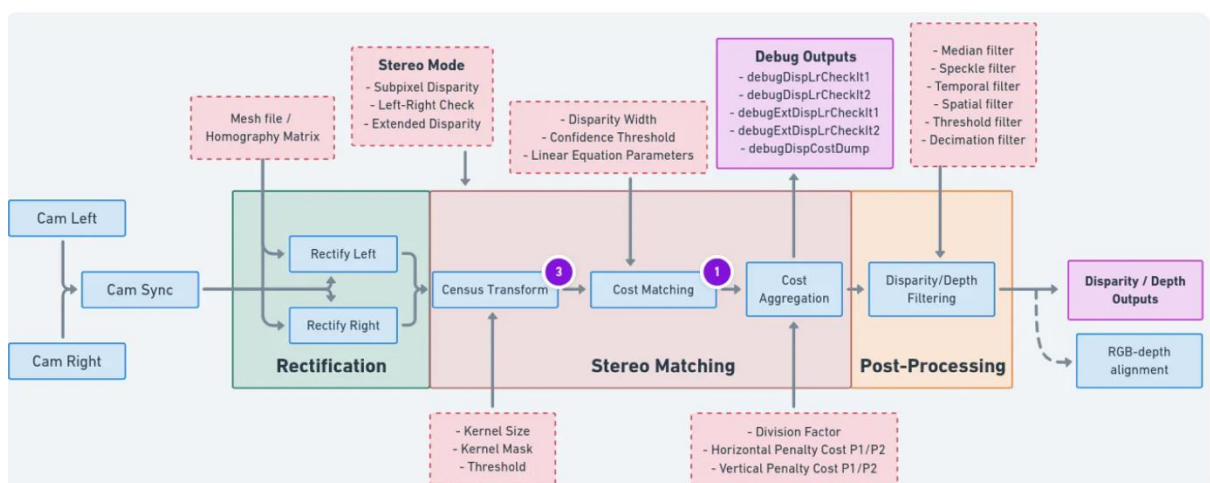 Stereo Mode
- Subpixel Disparity
- Left-Right Check
- Extended Disparity
Debug Outputs
- debugDispLrCheckIt1
- debugDispLrCheckIt2
- debugExtDispLrCheckIt1
- debugExtDispLrCheckIt2
- debugDispCostDump
- Median filter
- Speckle filter
- Temporal filter
- Spatial filter
- Threshold filter
- Decimation filter
Mesh file /
Homography Matrix
- Disparity Width
- Confidence Threshold
- Linear Equation Parameters
Cam Left
Cam Sync
Cam Right
Rectify Left
Rectify Right
Rectification
Census Transform
3
Cost Matching
1
Cost
Aggregation
Stereo Matching
Disparity/Depth
Filtering
Post-Processing
Disparity / Depth
Outputs
RGB-depth
alignment
- Kernel Size
- Kernel Mask
- Threshold
- Division Factor
- Horizontal Penalty Cost P1/P2
- Vertical Penalty Cost P1/P2